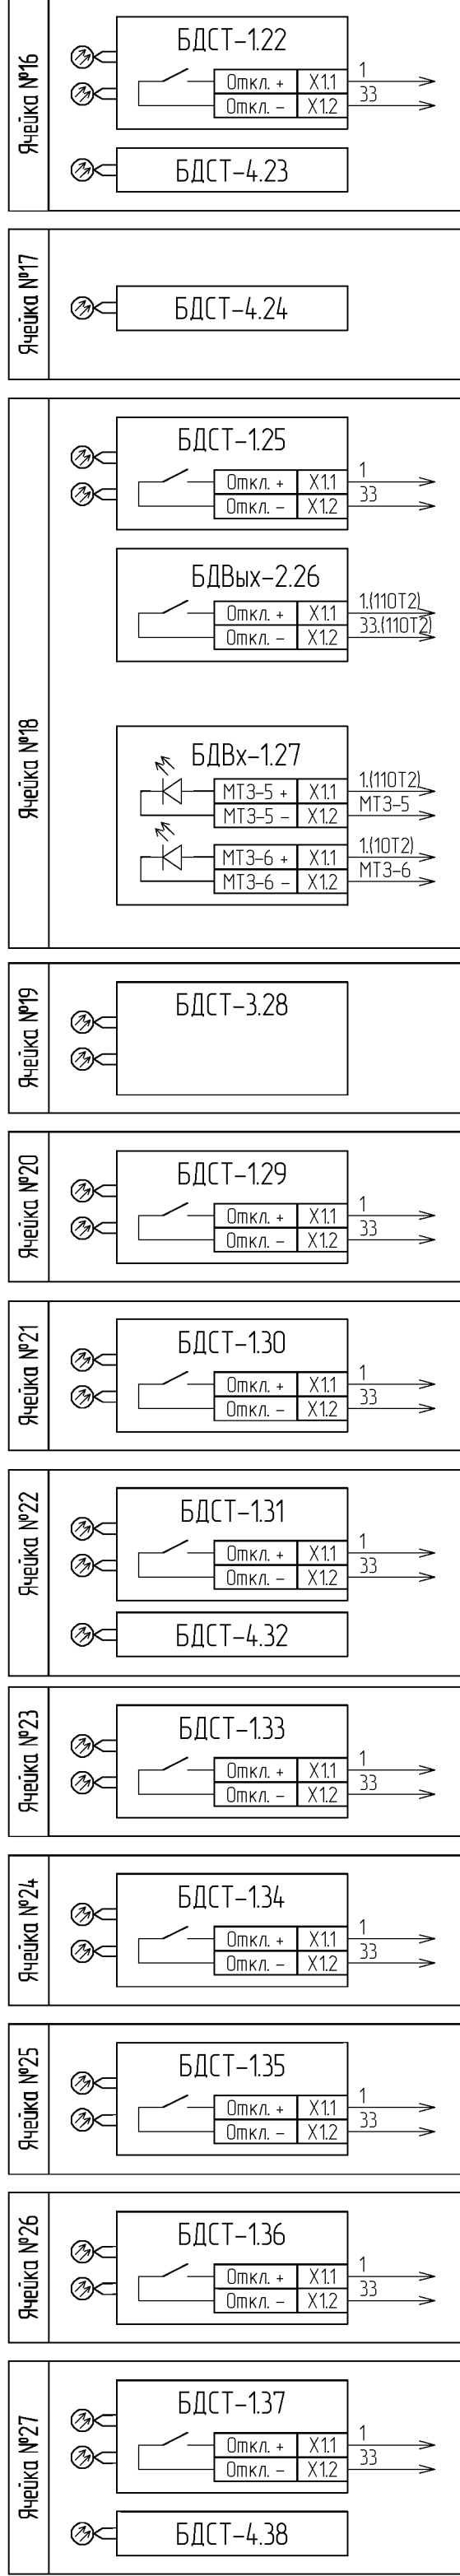 Ячейка №16
БДСТ-1.22
Откл. + X1.1 1
Откл. - X1.2 33
БДСТ-4.23
Ячейка №17
БДСТ-4.24
Ячейка №18
БДСТ-1.25
Откл. + X1.1 1
Откл. - X1.2 33
БДВых-2.26
Откл. + X1.1 1.(110Т2)
Откл. - X1.2 33.(110Т2)
БДВх-1.27
МТЗ-5 + X1.1 1.(110Т2)
МТЗ-5 - X1.2 МТЗ-5
МТЗ-6 + X1.1 1.(10Т2)
МТЗ-6 - X1.2 МТЗ-6
Ячейка №19
БДСТ-3.28
Ячейка №20
БДСТ-1.29
Откл. + X1.1 1
Откл. - X1.2 33
Ячейка №21
БДСТ-1.30
Откл. + X1.1 1
Откл. - X1.2 33
Ячейка №22
БДСТ-1.31
Откл. + X1.1 1
Откл. - X1.2 33
БДСТ-4.32
Ячейка №23
БДСТ-1.33
Откл. + X1.1 1
Откл. - X1.2 33
Ячейка №24
БДСТ-1.34
Откл. + X1.1 1
Откл. - X1.2 33
Ячейка №25
БДСТ-1.35
Откл. + X1.1 1
Откл. - X1.2 33
Ячейка №26
БДСТ-1.36
Откл. + X1.1 1
Откл. - X1.2 33
Ячейка №27
БДСТ-1.37
Откл. + X1.1 1
Откл. - X1.2 33
БДСТ-4.38